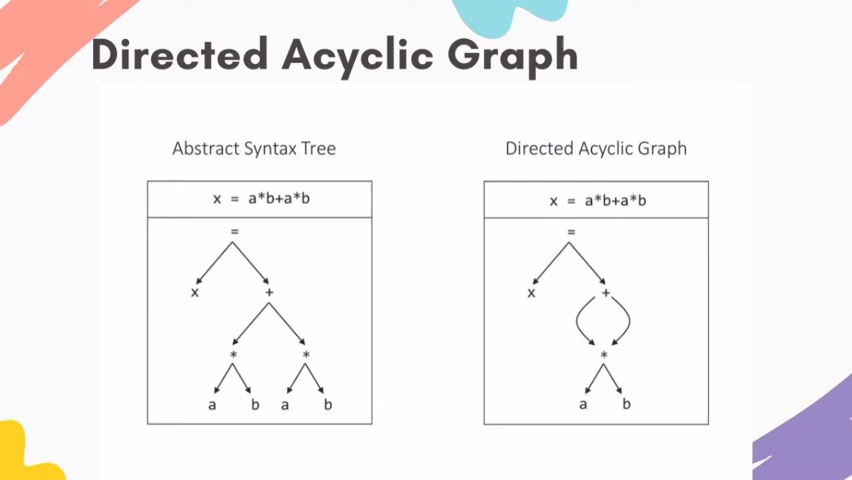 Directed Acyclic Graph
Abstract Syntax Tree
x = a*b+a*b
=
x +
* *
a b a b
Directed Acyclic Graph
x = a*b+a*b
=
x +
*
a b